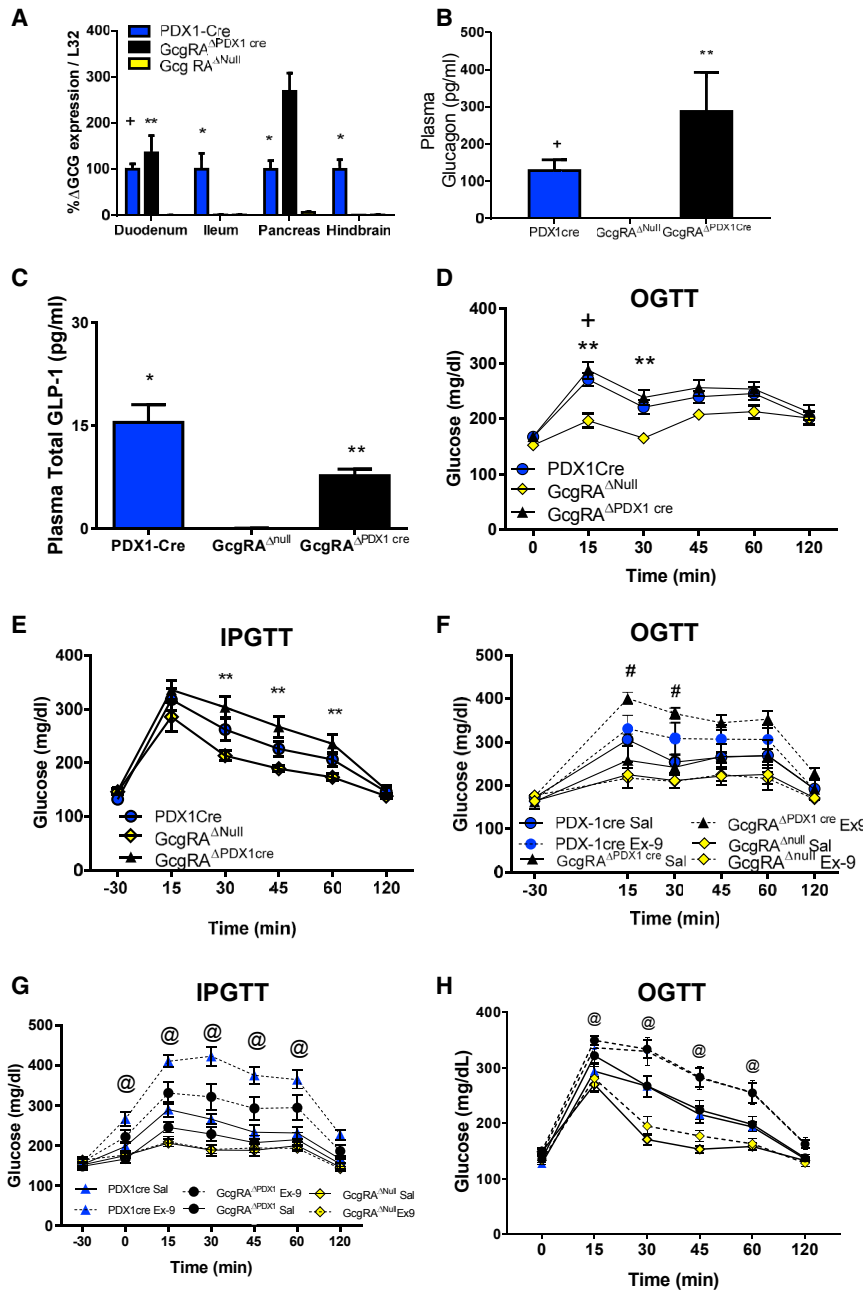 A
PDX1-Cre
GcgRA^ΔPDX1 cre
Gcg RA^ΔNull
%ΔGCG expression / L32
400
300
200
100
0
+
**
*
*
*
Duodenum Ileum Pancreas Hindbrain
B
Plasma
Glucagon (pg/ml)
500
400
300
200
100
0
+
**
PDX1cre GcgRA^ΔNull GcgRA^ΔPDX1Cre
C
Plasma Total GLP-1 (pg/ml)
30
15
0
*
**
PDX1-Cre GcgRA^Δnull GcgRA^ΔPDX1 cre
D
OGTT
Glucose (mg/dl)
400
300
200
100
0
+
**
**
PDX1Cre
GcgRA^ΔNull
GcgRA^ΔPDX1 cre
0 15 30 45 60 120
Time (min)
E
IPGTT
Glucose (mg/dl)
400
300
200
100
0
**
**
**
PDX1Cre
GcgRA^ΔNull
GcgRA^ΔPDX1cre
-30 15 30 45 60 120
Time (min)
F
OGTT
Glucose (mg/dl)
500
400
300
200
100
0
#
#
PDX-1cre Sal
PDX-1cre Ex-9
GcgRA^ΔPDX1 cre Sal
GcgRA^ΔPDX1 cre Ex9
GcgRA^Δnull Sal
GcgRA^Δnull Ex-9
-30 15 30 45 60 120
Time (min)
G
IPGTT
Glucose (mg/dl)
500
400
300
200
100
0
@
@
@
@
@
PDX1cre Sal
PDX1cre Ex-9
GcgRA^ΔPDX1 Ex-9
GcgRA^ΔPDX1 Sal
GcgRA^ΔNull Sal
GcgRA^ΔNull Ex9
-30 0 15 30 45 60 120
Time (min)
H
OGTT
Glucose (mg/dL)
400
300
200
100
0
@
@
@
@
0 15 30 45 60 120
Time (min)